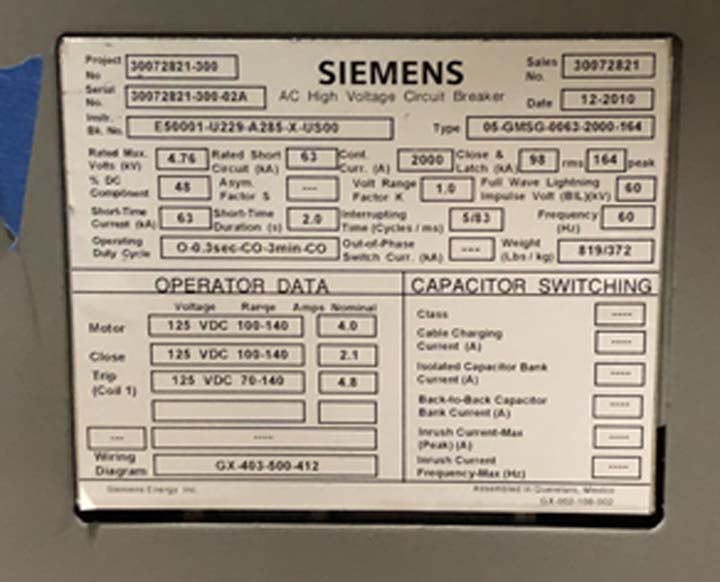 Project No 30072821-300
SIEMENS
Sales No. 30072821
Serial No. 30072821-300-02A
AC High Voltage Circuit Breaker
Date 12-2010
Instr. Bk. No. E50001-U229-A285-X-US00
Type 05-GMSG-0063-2000-164
Rated Max. Volts (kV) 4.76 Rated Short Circuit (kA) 63 Cont. Curr. (A) 2000 Close & Latch (kA) 98 rms 164 peak
% DC Compitment 48 Asym. Factor S --- Volt Range Factor K 1.0 Full Wave Lightning Impulse Volt (BIL)(kV) 60
Short-Time Current (kA) 63 Short-Time Duration (s) 2.0 Interrupting Time (Cycles / ms) 5/83 Frequency (Hz) 60
Operating Duty Cycle O-0.3sec-CO-3min-CO Out-of-Phase Switch Curr. (kA) --- Weight (Lbs / kg) 819/372
OPERATOR DATA
Voltage Range Amps Nominal
Motor 125 VDC 100-140 4.0
Close 125 VDC 100-140 2.1
Trip (Coil 1) 125 VDC 70-140 4.8
--- ----
Wiring Diagram GX-403-500-412
CAPACITOR SWITCHING
Class ----
Cable Charging Current (A) ----
Isolated Capacitor Bank Current (A) ----
Back-to-Back Capacitor Bank Current (A) ----
Inrush Current-Max (Peak) (A) ----
Inrush Current Frequency-Max (Hz) ----
Siemens Energy, Inc.
Assembled in Queretaro, Mexico
GX-002-106-002